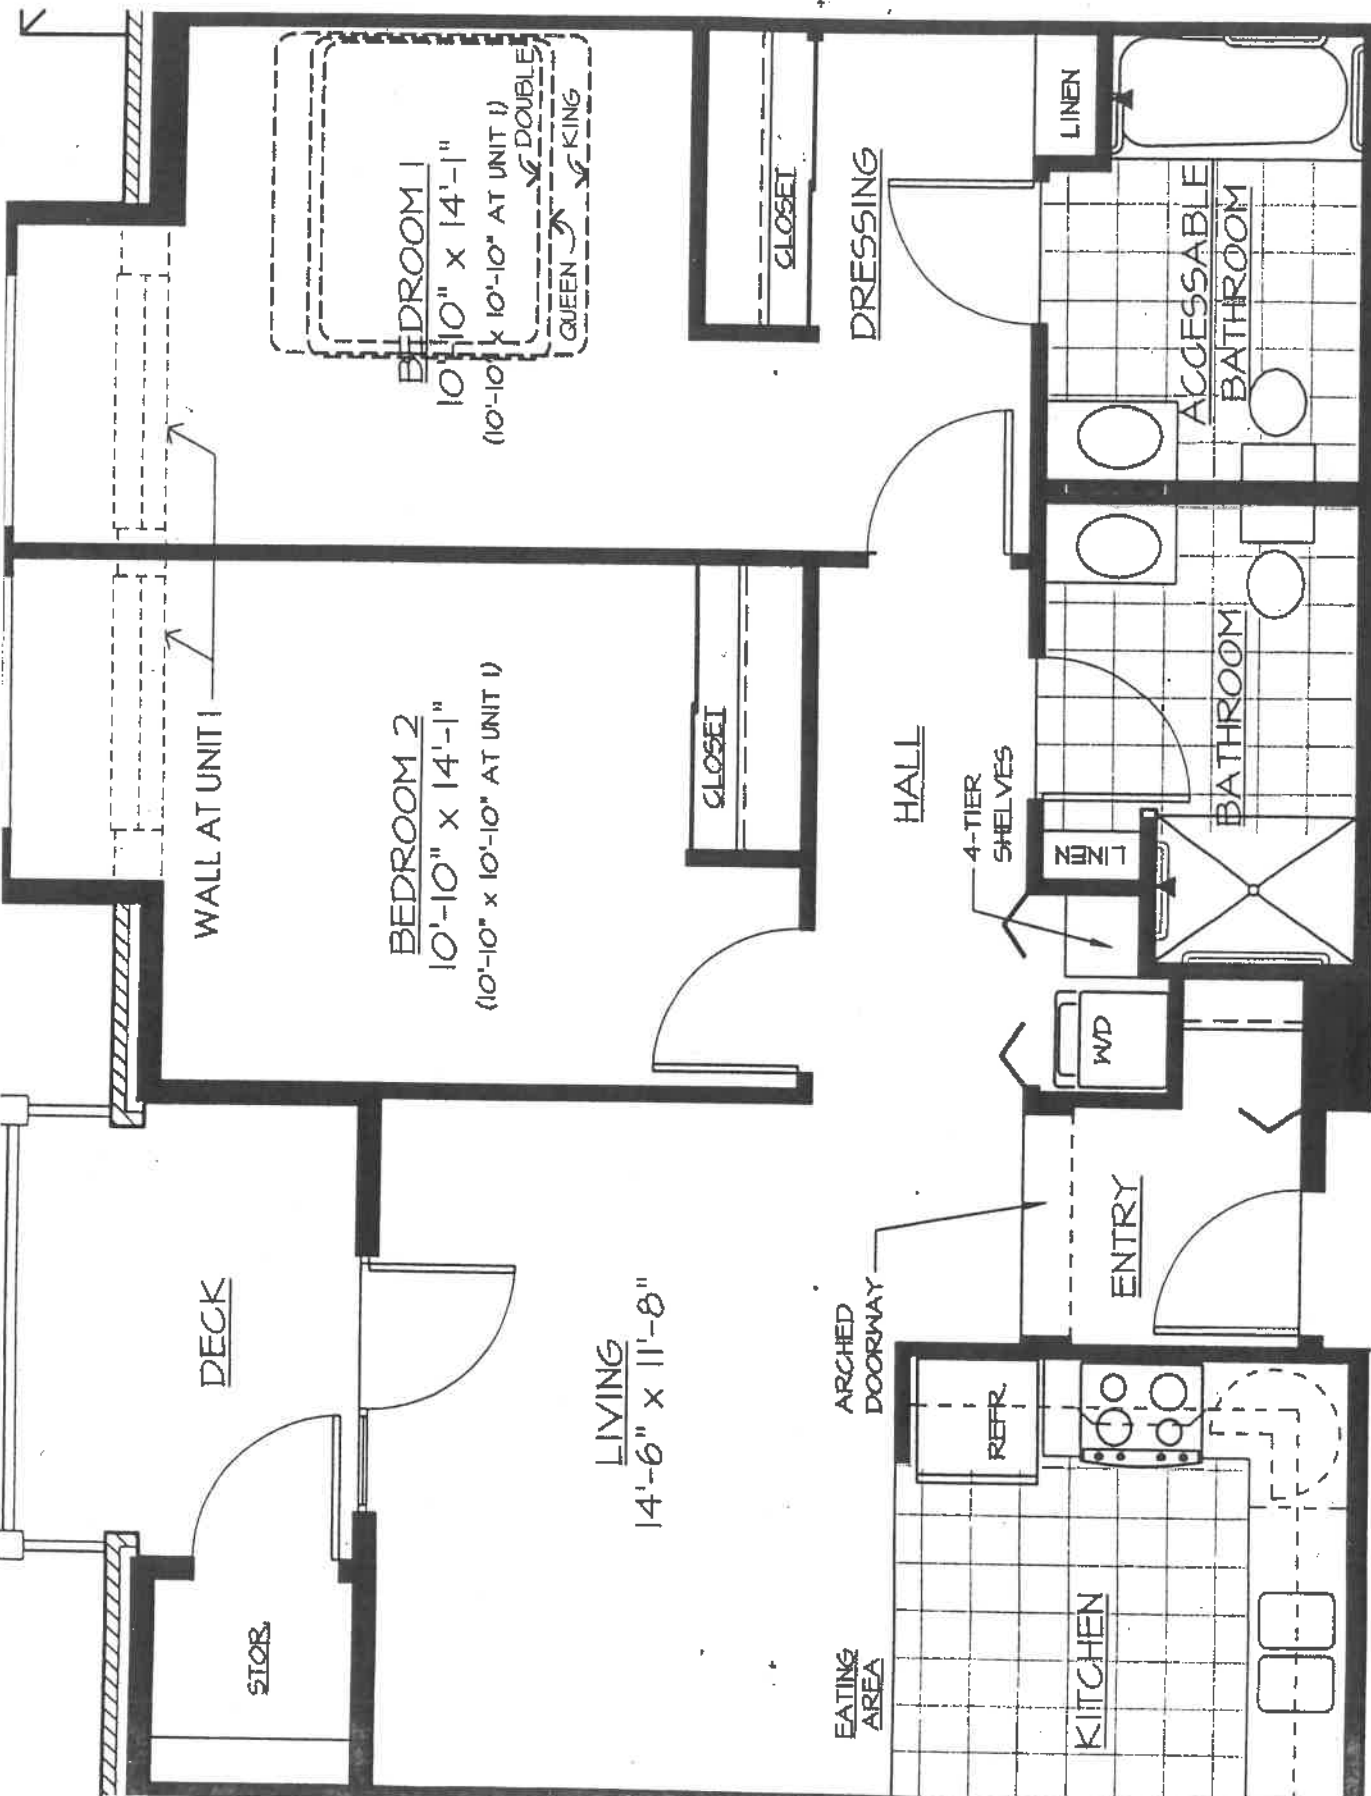 DECK
STOR.
LIVING
14'-6" x 11'-8"
EATING
AREA
KITCHEN
REFR.
ARCHED
DOORWAY
ENTRY
WALL AT UNIT 1
BEDROOM 2
10'-10" x 14'-1"
(10'-10" x 10'-10" AT UNIT 1)
CLOSET
HALL
4-TIER
SHELVES
W/D
LINEN
BATHROOM
BEDROOM 1
10'-10" x 14'-1"
(10'-10" x 10'-10" AT UNIT 1)
DOUBLE
QUEEN
KING
CLOSET
DRESSING
LINEN
ACCESSABLE
BATHROOM